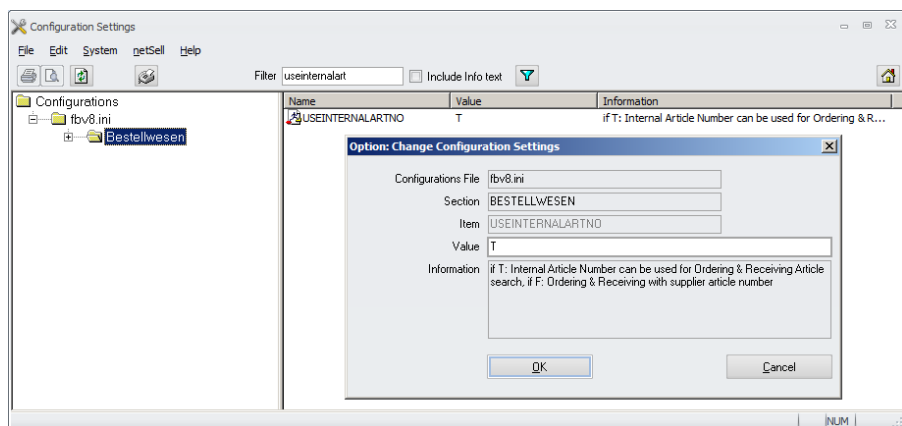 Configuration Settings
File Edit System netSell Help
Filter useinternalart Include Info text
Configurations
fbv8.ini
Bestellwesen
Name Value Information
USEINTERNALARTNO T if T: Internal Article Number can be used for Ordering & R...
Option: Change Configuration Settings
Configurations File fbv8.ini
Section BESTELLWESEN
Item USEINTERNALARTNO
Value T
Information if T: Internal Article Number can be used for Ordering & Receiving Article
search, if F: Ordering & Receiving with supplier article number
OK Cancel
NUM